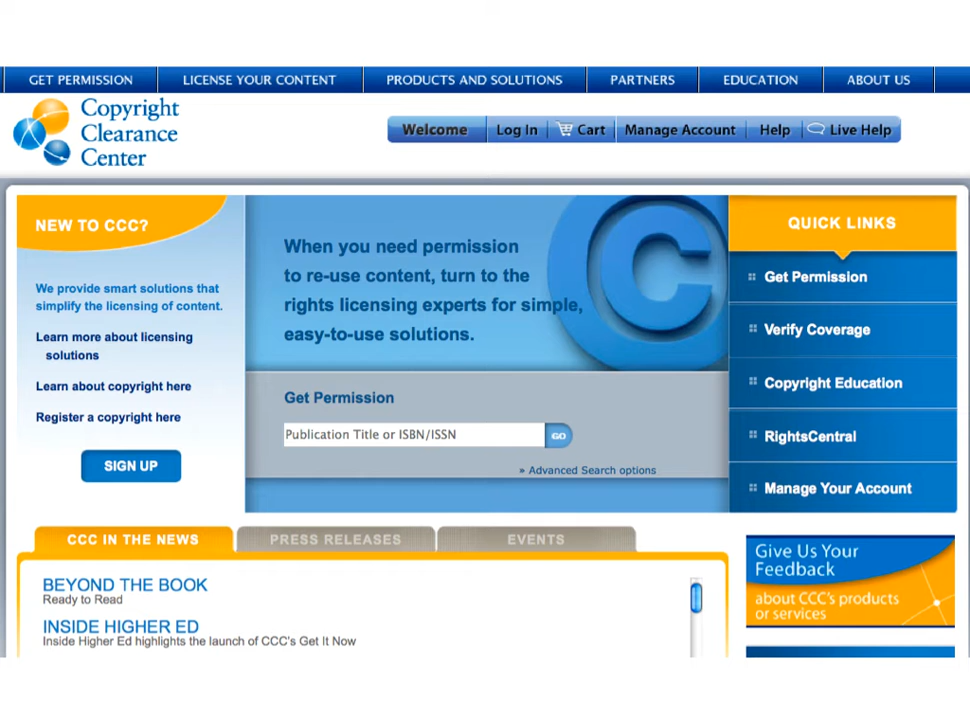 GET PERMISSION
LICENSE YOUR CONTENT
PRODUCTS AND SOLUTIONS
PARTNERS
EDUCATION
ABOUT US
Copyright
Clearance
Center
Welcome
Log In
Cart
Manage Account
Help
Live Help
NEW TO CCC?
We provide smart solutions that
simplify the licensing of content.
Learn more about licensing
solutions
Learn about copyright here
Register a copyright here
SIGN UP
When you need permission
to re-use content, turn to the
rights licensing experts for simple,
easy-to-use solutions.
©
Get Permission
Publication Title or ISBN/ISSN
GO
» Advanced Search options
QUICK LINKS
Get Permission
Verify Coverage
Copyright Education
RightsCentral
Manage Your Account
CCC IN THE NEWS
PRESS RELEASES
EVENTS
BEYOND THE BOOK
Ready to Read
INSIDE HIGHER ED
Inside Higher Ed highlights the launch of CCC's Get It Now
Give Us Your
Feedback
about CCC's products
or services